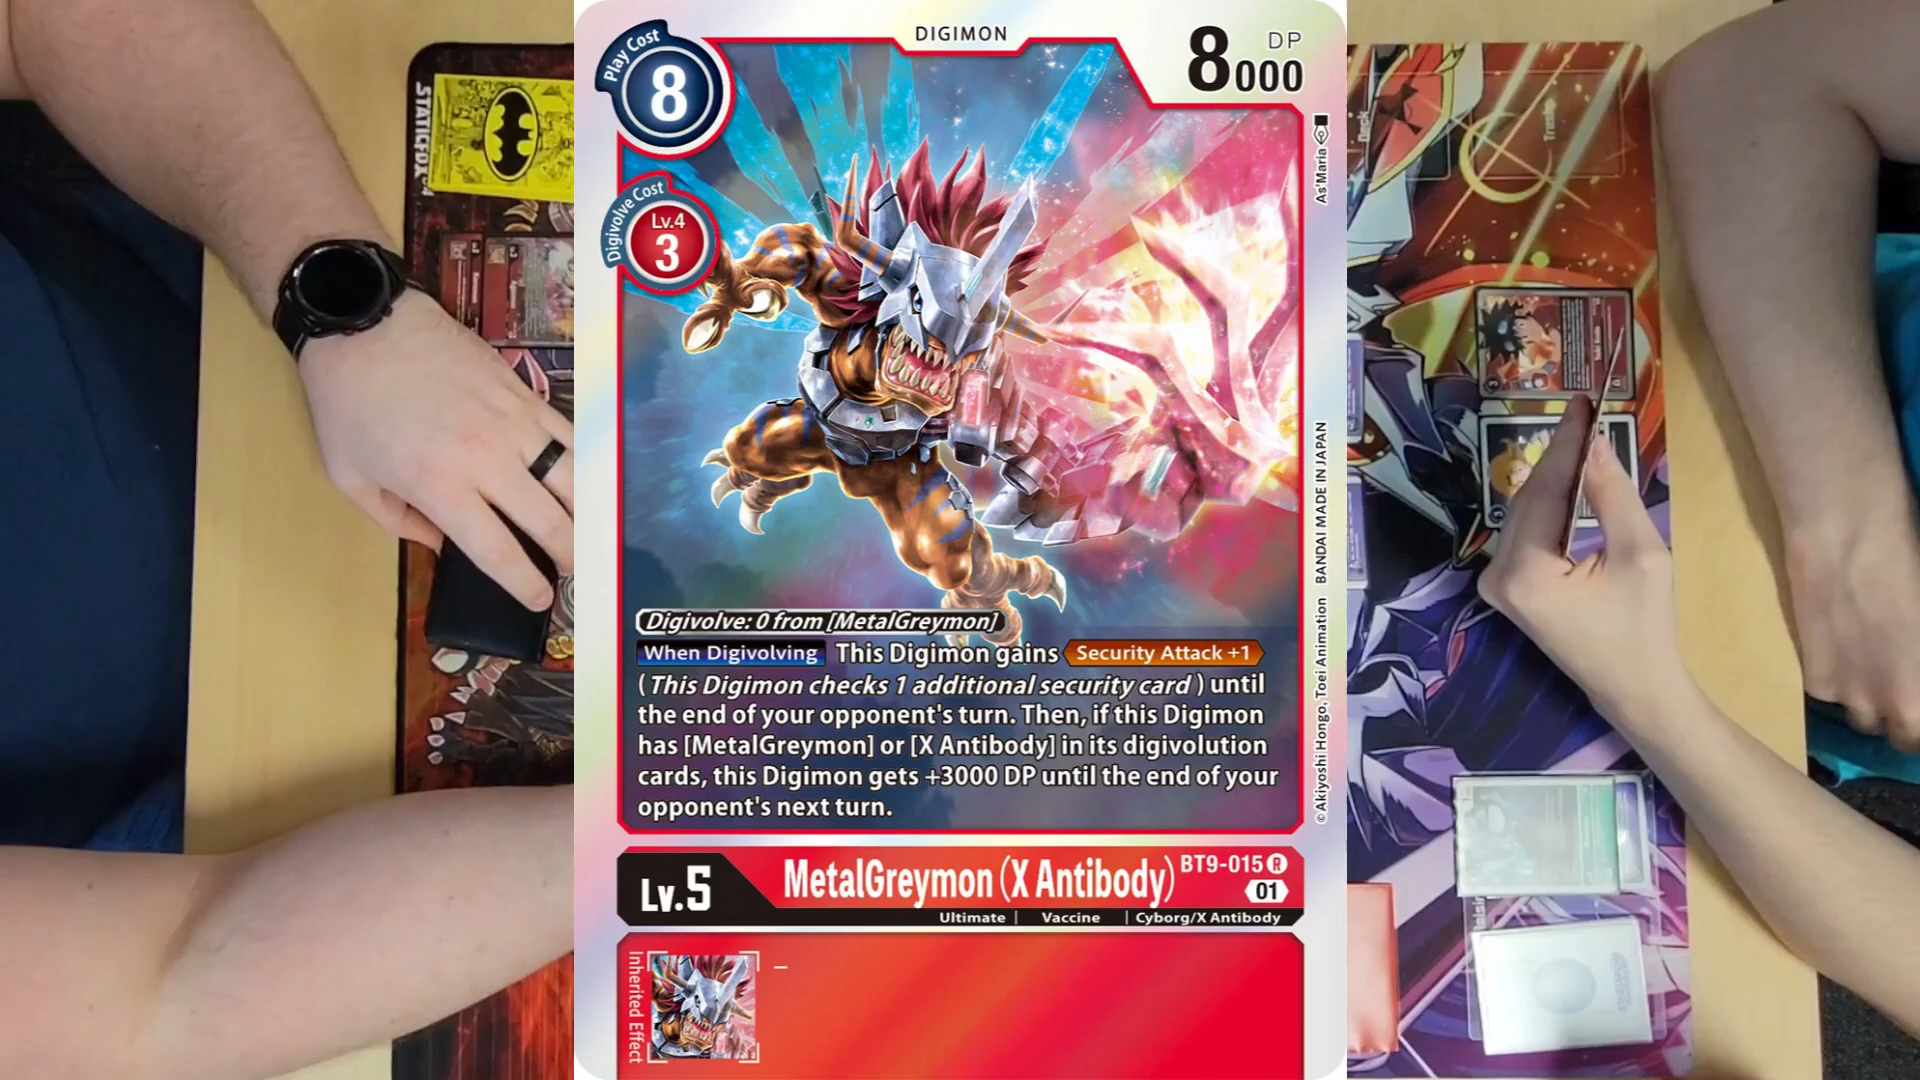 Play Cost
8
DIGIMON
8000
DP
Digivolve Cost
Lv.4
3
As'Maria
Digivolve: 0 from [MetalGreymon]
When Digivolving This Digimon gains Security Attack +1
(This Digimon checks 1 additional security card) until
the end of your opponent's turn. Then, if this Digimon
has [MetalGreymon] or [X Antibody] in its digivolution
cards, this Digimon gets +3000 DP until the end of your
opponent's next turn.
© Akiyoshi Hongo, Toei Animation BANDAI MADE IN JAPAN
Lv.5
MetalGreymon (X Antibody)
BT9-015 R
01
Ultimate | Vaccine | Cyborg/X Antibody
Inherited Effect
–
Deck
Trash